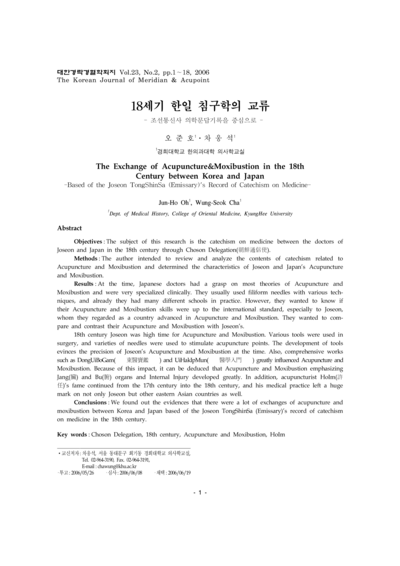 대한경락경혈학회지 Vol.23, No.2, pp.1－18, 2006
The Korean Journal of Meridian & Acupoint
18세기 한일 침구학의 교류
- 조선통신사 의학문답기록을 중심으로 -
오 준 호¹・차 웅 석¹
¹경희대학교 한의과대학 의사학교실
The Exchange of Acupuncture&Moxibustion in the 18th
Century between Korea and Japan
-Based of the Joseon TongShinSa (Emissary)'s Record of Catechism on Medicine-
Jun-Ho Oh¹, Wung-Seok Cha¹
¹Dept. of Medical History, College of Oriental Medicine, KyungHee University
Abstract
Objectives : The subject of this research is the catechism on medicine between the doctors of
Joseon and Japan in the 18th century through Choson Delegation(朝鮮通信使).
Methods : The author intended to review and analyze the contents of catechism related to
Acupuncture and Moxibustion and determined the characteristics of Joseon and Japan's Acupuncture
and Moxibustion.
Results : At the time, Japanese doctors had a grasp on most theories of Acupuncture and
Moxibustion and were very specialized clinically. They usually used filiform needles with various tech-
niques, and already they had many different schools in practice. However, they wanted to know if
their Acupuncture and Moxibustion skills were up to the international standard, especially to Joseon,
whom they regarded as a country advanced in Acupuncture and Moxibustion. They wanted to com-
pare and contrast their Acupuncture and Moxibustion with Joseon's.
18th century Joseon was high time for Acupuncture and Moxibustion. Various tools were used in
surgery, and varieties of needles were used to stimulate acupuncture points. The development of tools
evinces the precision of Joseon's Acupuncture and Moxibustion at the time. Also, comprehensive works
such as DongUiBoGam( 東醫寶鑑 ) and UiHakIpMun( 醫學入門 ) greatly influenced Acupuncture and
Moxibustion. Because of this impact, it can be deduced that Acupuncture and Moxibustion emphasizing
Jang(臟) and Bu(腑) organs and Internal Injury developed greatly. In addition, acupuncturist HoIm(許
任)'s fame continued from the 17th century into the 18th century, and his medical practice left a huge
mark on not only Joseon but other eastern Asian countries as well.
Conclusions : We found out the evidences that there were a lot of exchanges of acupuncture and
moxibustion between Korea and Japan based of the Joseon TongShinSa (Emissary)'s record of catechism
on medicine in the 18th century.
Key words : Choson Delegation, 18th century, Acupuncture and Moxibustion, HoIm
・교신저자: 차웅석, 서울 동대문구 회기동 경희대학교 의사학교실,
Tel. 02-964-3191, Fax. 02-964-3191,
E-mail : chawung@khu.ac.kr
·투고 : 2006/05/26 ·심사 : 2006/06/08 ·채택 : 2006/06/19
- 1 -